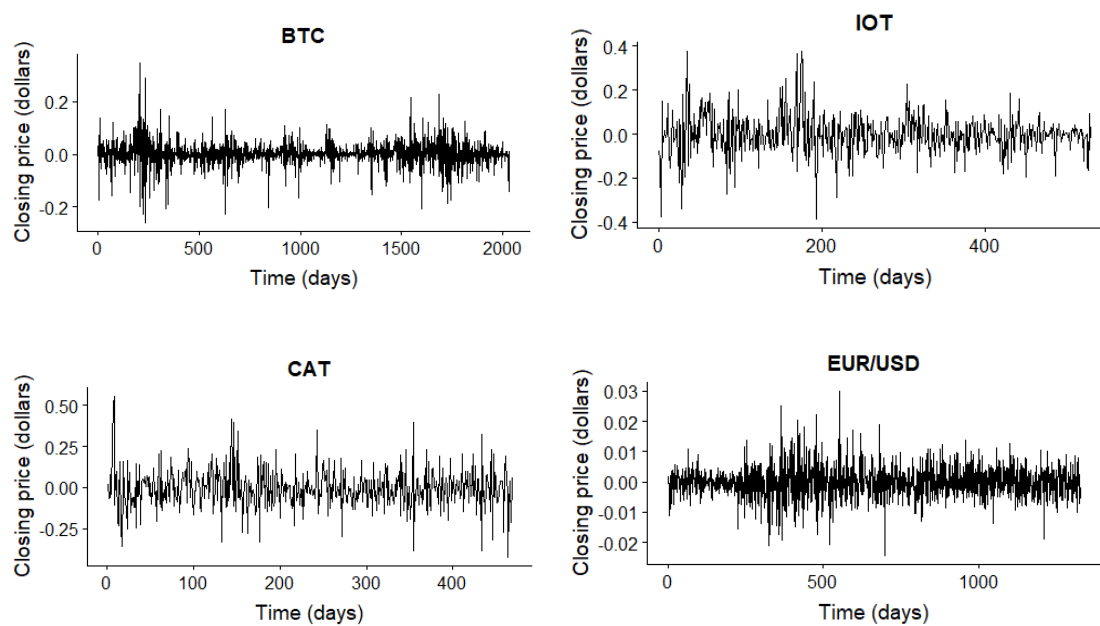 BTC
Closing price (dollars)
0.2
0.0
-0.2
0
500
1000
1500
2000
Time (days)
IOT
Closing price (dollars)
0.4
0.2
0.0
-0.2
-0.4
0
200
400
Time (days)
CAT
Closing price (dollars)
0.50
0.25
0.00
-0.25
0
100
200
300
400
Time (days)
EUR/USD
Closing price (dollars)
0.03
0.02
0.01
0.00
-0.01
-0.02
0
500
1000
Time (days)